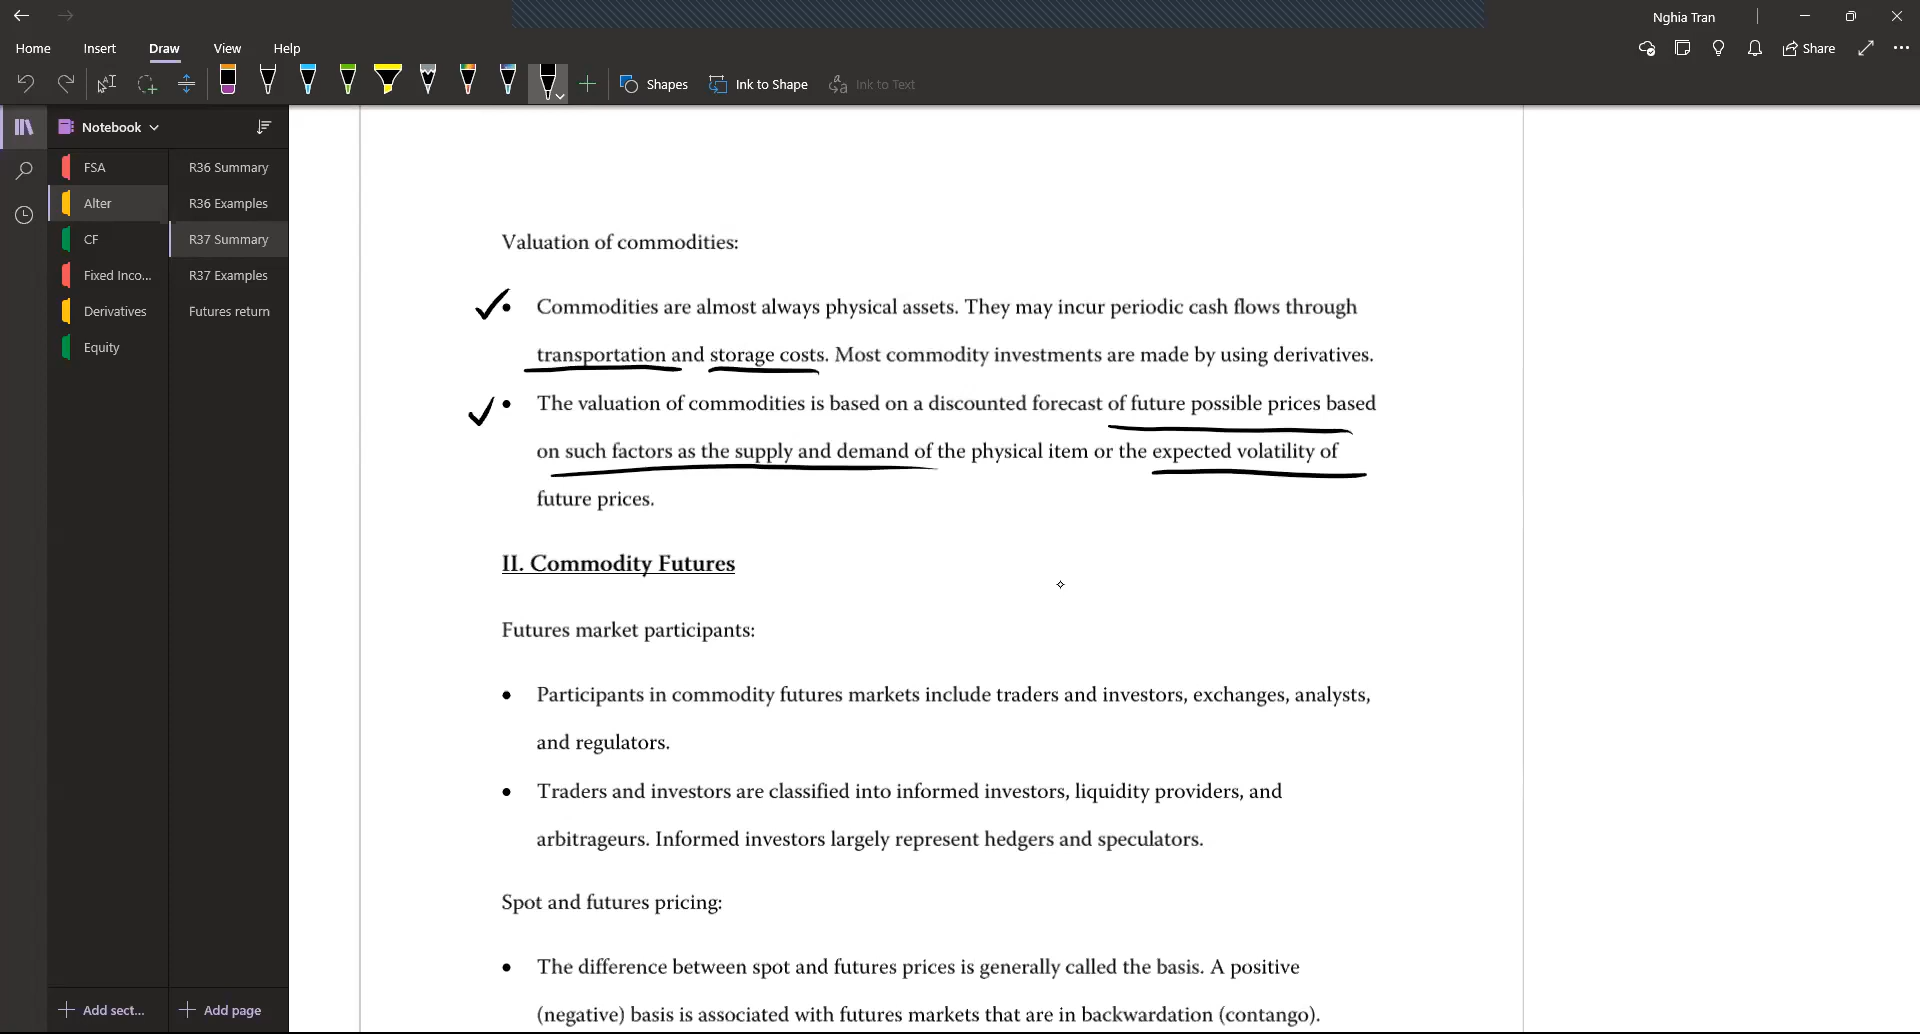 Nghia Tran
Home Insert Draw View Help
Share
Shapes Ink to Shape Ink to Text
Notebook
FSA
Alter
CF
Fixed Inco...
Derivatives
Equity
R36 Summary
R36 Examples
R37 Summary
R37 Examples
Futures return
Valuation of commodities:
• Commodities are almost always physical assets. They may incur periodic cash flows through
transportation and storage costs. Most commodity investments are made by using derivatives.
• The valuation of commodities is based on a discounted forecast of future possible prices based
on such factors as the supply and demand of the physical item or the expected volatility of
future prices.
II. Commodity Futures
Futures market participants:
• Participants in commodity futures markets include traders and investors, exchanges, analysts,
and regulators.
• Traders and investors are classified into informed investors, liquidity providers, and
arbitrageurs. Informed investors largely represent hedgers and speculators.
Spot and futures pricing:
• The difference between spot and futures prices is generally called the basis. A positive
(negative) basis is associated with futures markets that are in backwardation (contango).
Add sect... Add page